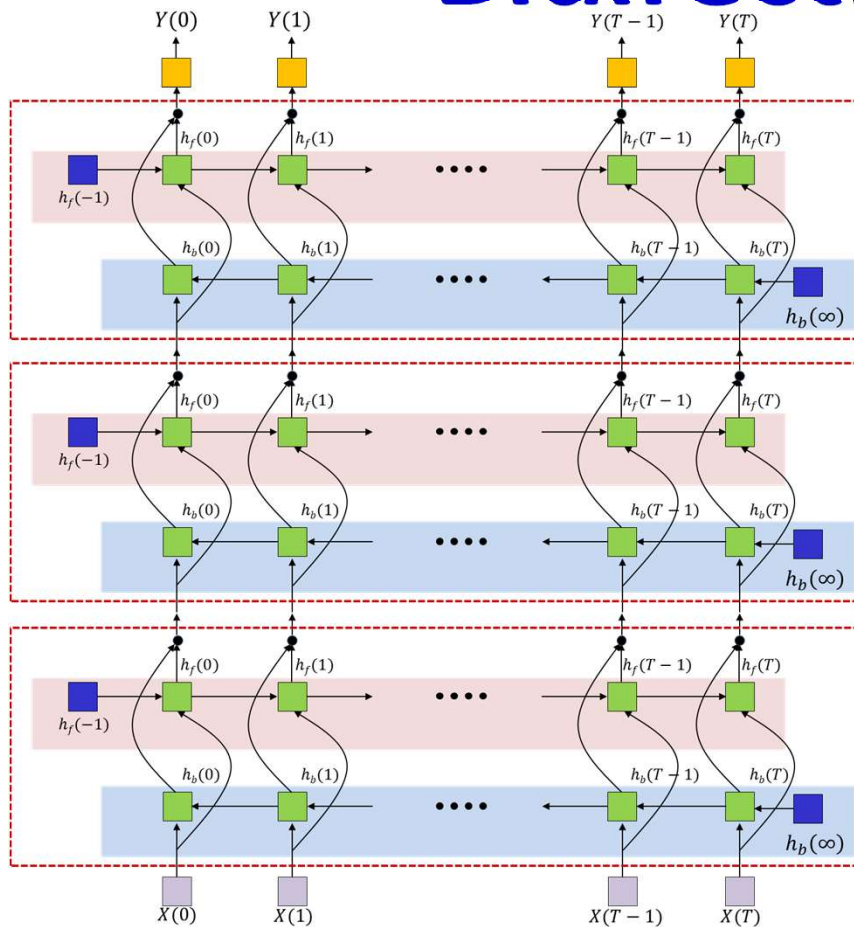 Y(0) Y(1) Y(T − 1) Y(T)
h_f(0) h_f(1) h_f(T − 1) h_f(T)
h_f(−1)
h_b(0) h_b(1) h_b(T − 1) h_b(T)
h_b(∞)
h_f(0) h_f(1) h_f(T − 1) h_f(T)
h_f(−1)
h_b(0) h_b(1) h_b(T − 1) h_b(T)
h_b(∞)
h_f(0) h_f(1) h_f(T − 1) h_f(T)
h_f(−1)
h_b(0) h_b(1) h_b(T − 1) h_b(T)
h_b(∞)
X(0) X(1) X(T − 1) X(T)